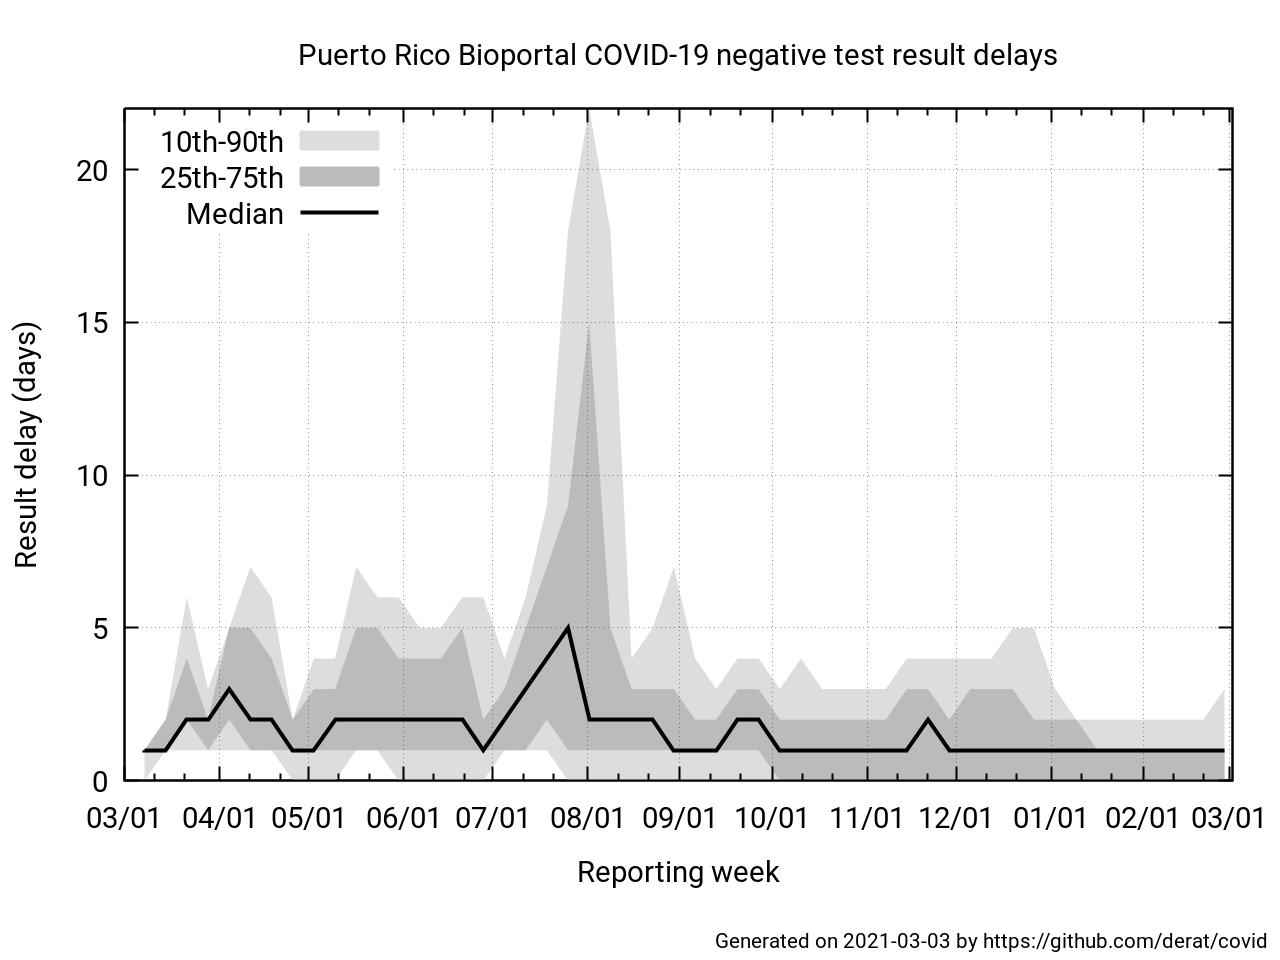 Puerto Rico Bioportal COVID-19 negative test result delays
10th-90th
25th-75th
Median
20
15
10
5
0
Result delay (days)
03/01 04/01 05/01 06/01 07/01 08/01 09/01 10/01 11/01 12/01 01/01 02/01 03/01
Reporting week
Generated on 2021-03-03 by https://github.com/derat/covid